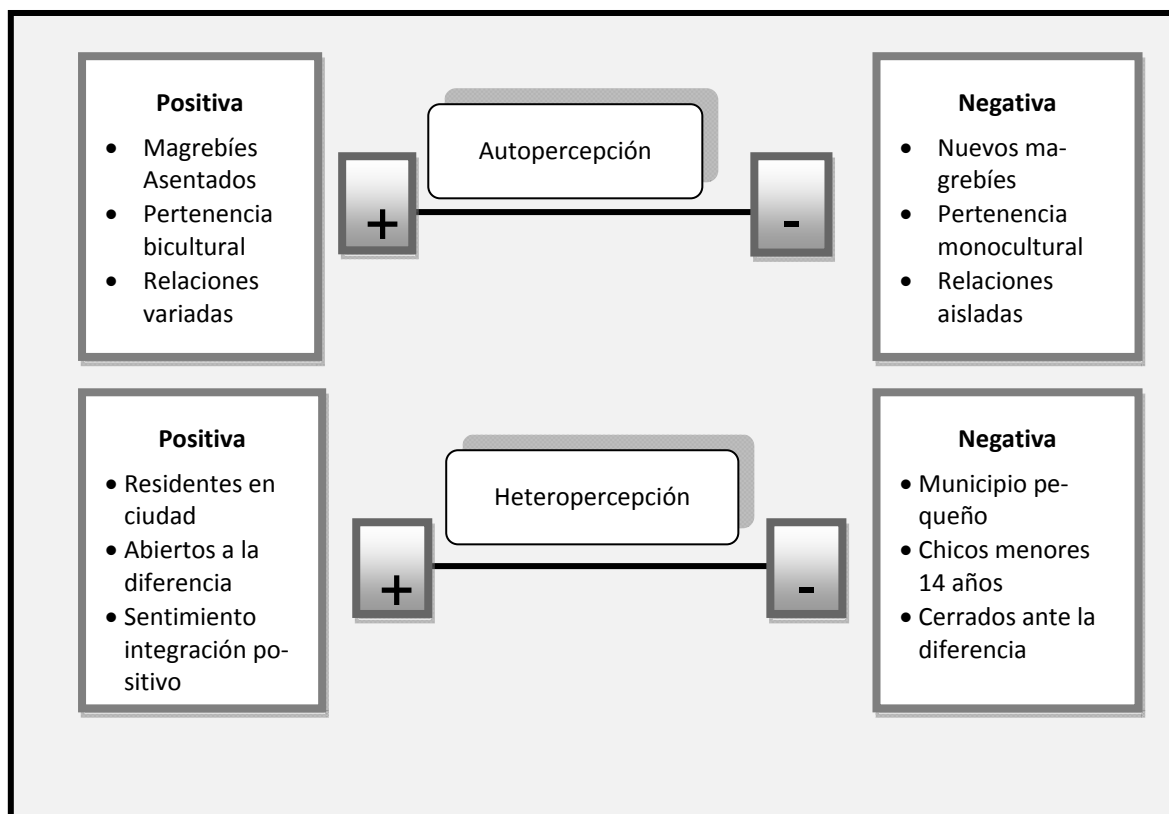 Positiva
• Magrebíes
Asentados
• Pertenencia
bicultural
• Relaciones
variadas
Autopercepción
+
-
Negativa
• Nuevos ma-
grebíes
• Pertenencia
monocultural
• Relaciones
aisladas
Positiva
• Residentes en
ciudad
• Abiertos a la
diferencia
• Sentimiento
integración po-
sitivo
Heteropercepción
+
-
Negativa
• Municipio pe-
queño
• Chicos menores
14 años
• Cerrados ante la
diferencia